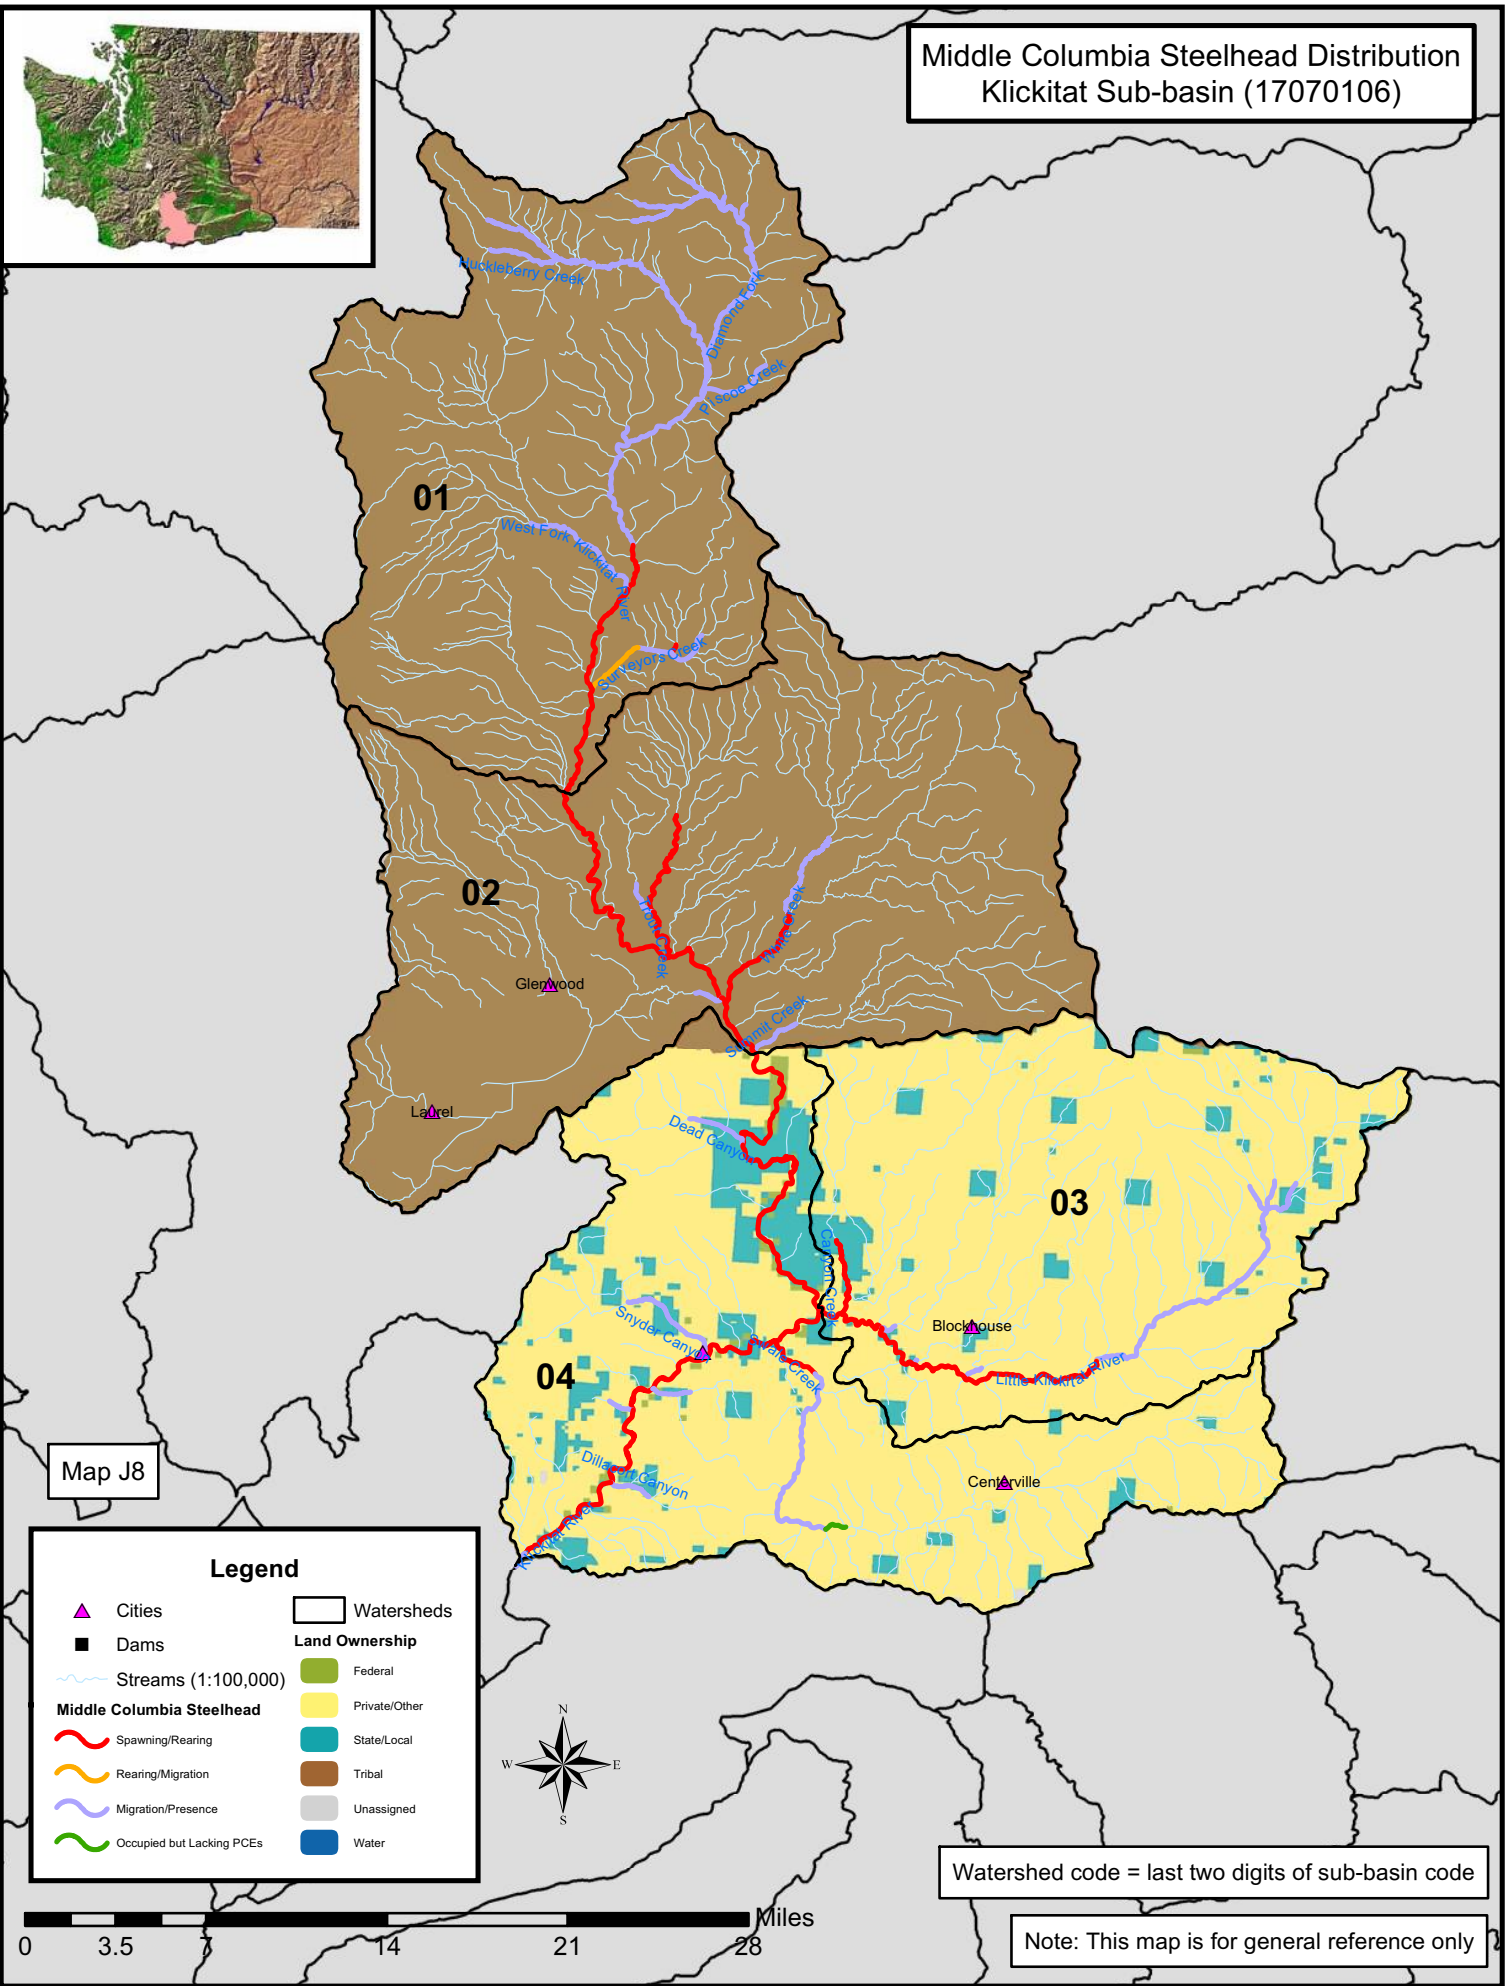 Middle Columbia Steelhead Distribution
Klickitat Sub-basin (17070106)
Huckleberry Creek
Diamond Fork
Piscoe Creek
01
West Fork Klickitat River
Surveyors Creek
02
Trout Creek
White Creek
Glenwood
Summit Creek
Laurel
Dead Canyon
03
Canyon Creek
Snyder Canyon
Blockhouse
Swale Creek
Little Klickitat River
04
Dillacort Canyon
Centerville
Klickitat River
Map J8
Legend
Cities
Dams
Streams (1:100,000)
Middle Columbia Steelhead
Spawning/Rearing
Rearing/Migration
Migration/Presence
Occupied but Lacking PCEs
Watersheds
Land Ownership
Federal
Private/Other
State/Local
Tribal
Unassigned
Water
N
W
E
S
Watershed code = last two digits of sub-basin code
Note: This map is for general reference only
Miles
0 3.5 7 14 21 28